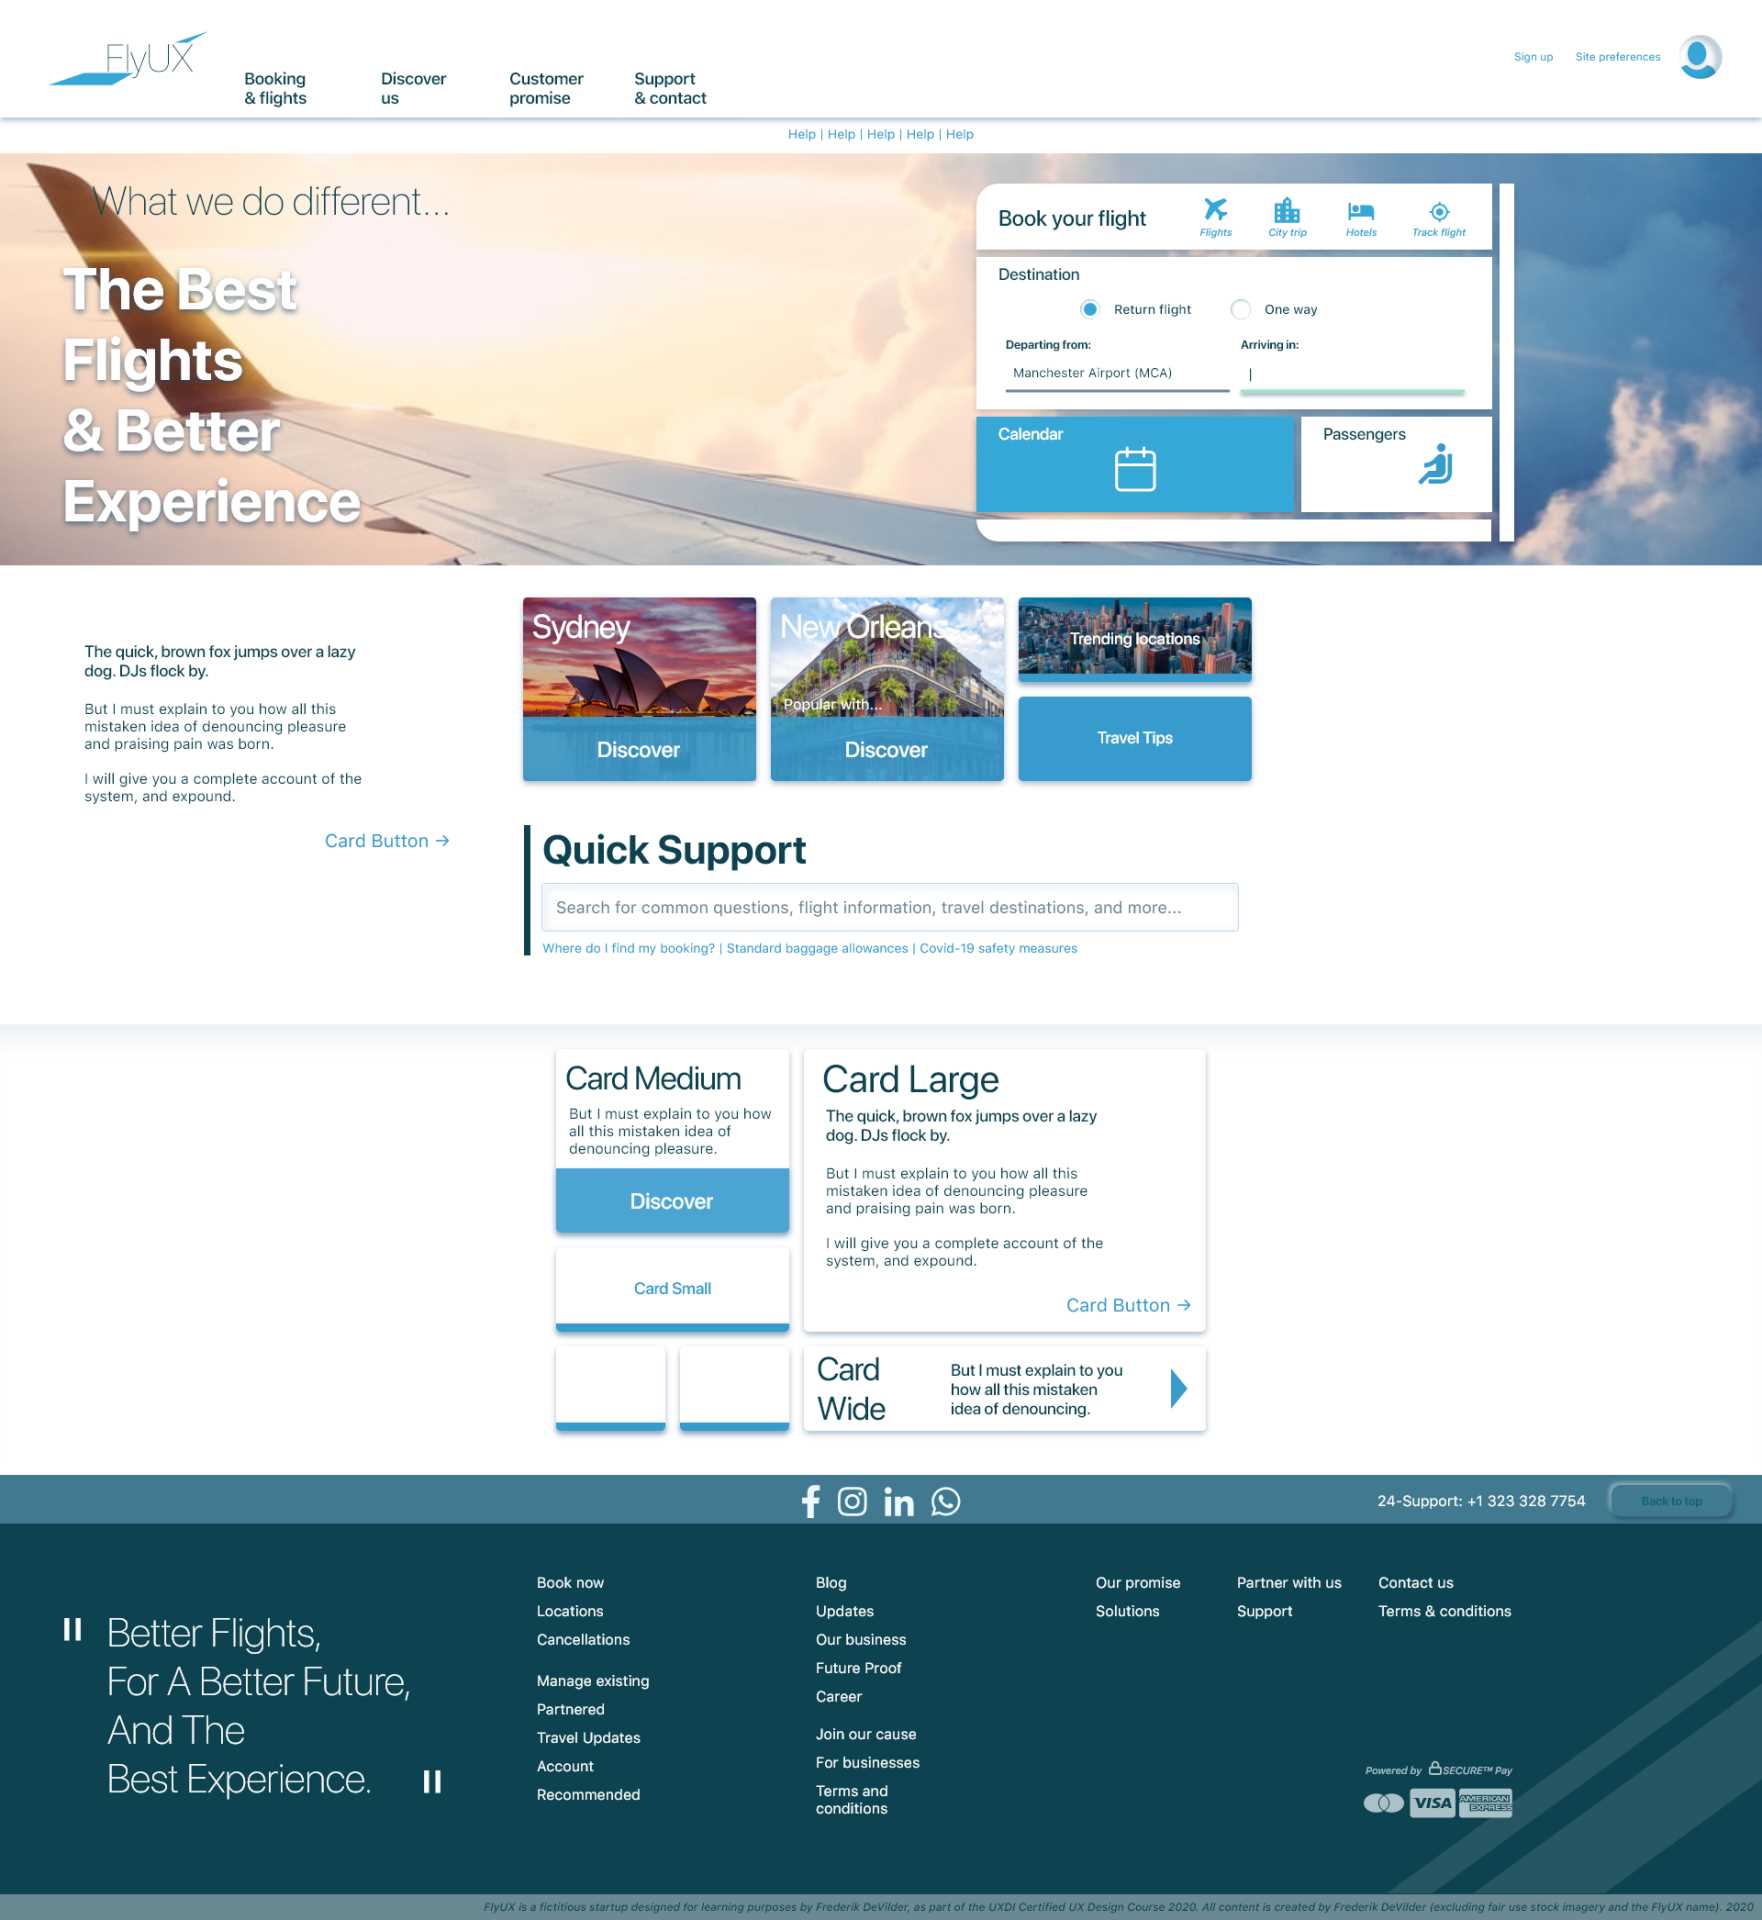 FlyUX
Booking
& flights
Discover
us
Customer
promise
Support
& contact
Sign up
Site preferences
Help | Help | Help | Help | Help
What we do different...
The Best
Flights
& Better
Experience
Book your flight
Flights
City trip
Hotels
Track flight
Destination
Return flight
One way
Departing from:
Arriving in:
Manchester Airport (MCA)
Calendar
Passengers
The quick, brown fox jumps over a lazy
dog. DJs flock by.
But I must explain to you how all this
mistaken idea of denouncing pleasure
and praising pain was born.
I will give you a complete account of the
system, and expound.
Card Button →
Sydney
Discover
New Orleans
Popular with...
Discover
Trending locations
Travel Tips
Quick Support
Search for common questions, flight information, travel destinations, and more...
Where do I find my booking? | Standard baggage allowances | Covid-19 safety measures
Card Medium
But I must explain to you how
all this mistaken idea of
denouncing pleasure.
Discover
Card Small
Card Large
The quick, brown fox jumps over a lazy
dog. DJs flock by.
But I must explain to you how all this
mistaken idea of denouncing pleasure
and praising pain was born.
I will give you a complete account of the
system, and expound.
Card Button →
Card
Wide
But I must explain to you
how all this mistaken
idea of denouncing.
24-Support: +1 323 328 7754
Back to top
" Better Flights,
For A Better Future,
And The
Best Experience. "
Book now
Locations
Cancellations
Manage existing
Partnered
Travel Updates
Account
Recommended
Blog
Updates
Our business
Future Proof
Career
Join our cause
For businesses
Terms and
conditions
Our promise
Solutions
Partner with us
Support
Contact us
Terms & conditions
Powered by SECURE™ Pay
VISA
AMERICAN
EXPRESS
FlyUX is a fictitious startup designed for learning purposes by Frederik DeVilder, as part of the UXDI Certified UX Design Course 2020. All content is created by Frederik DeVilder (excluding fair use stock imagery and the FlyUX name). 2020